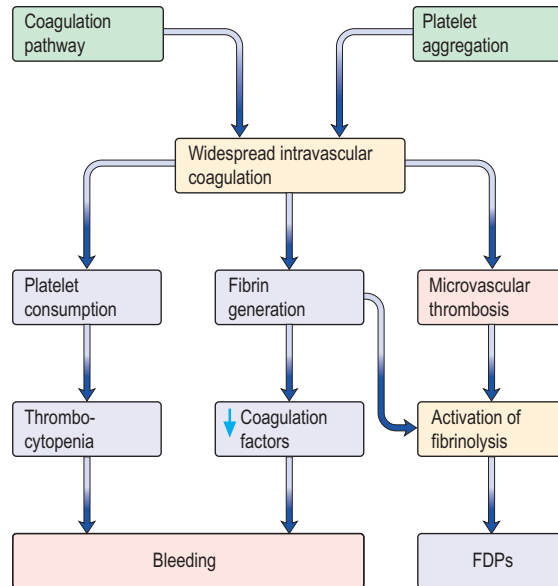 Coagulation
pathway
Platelet
aggregation
Widespread intravascular
coagulation
Platelet
consumption
Fibrin
generation
Microvascular
thrombosis
Thrombo-
cytopenia
Coagulation
factors
Activation of
fibrinolysis
Bleeding
FDPs